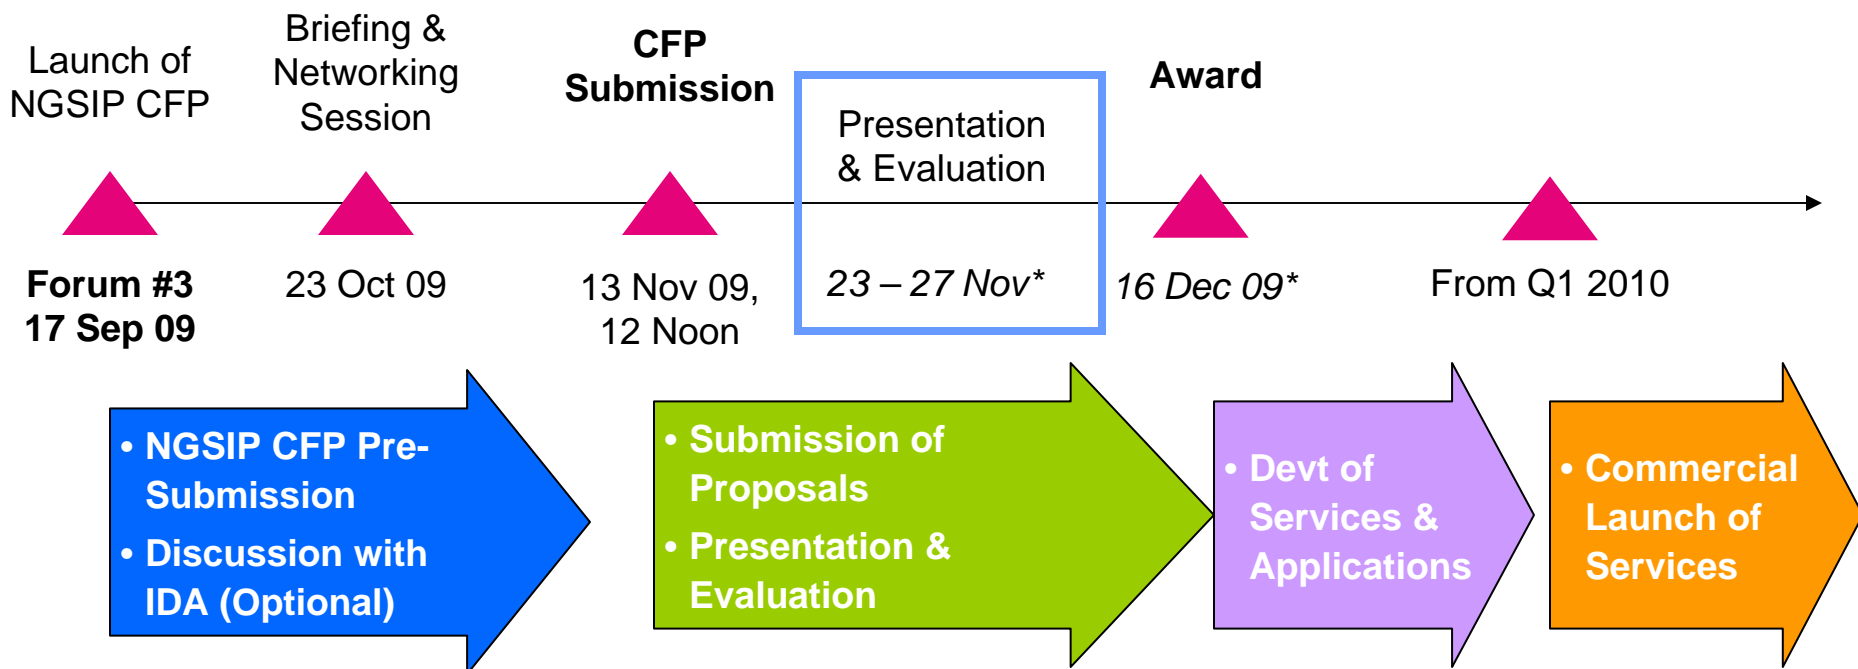 Launch of
NGSIP CFP
Briefing &
Networking
Session
CFP
Submission
Presentation
& Evaluation
Award
Forum #3
17 Sep 09
23 Oct 09
13 Nov 09,
12 Noon
23 – 27 Nov*
16 Dec 09*
From Q1 2010
• NGSIP CFP Pre-
Submission
• Discussion with
IDA (Optional)
• Submission of
Proposals
• Presentation &
Evaluation
• Devt of
Services &
Applications
• Commercial
Launch of
Services